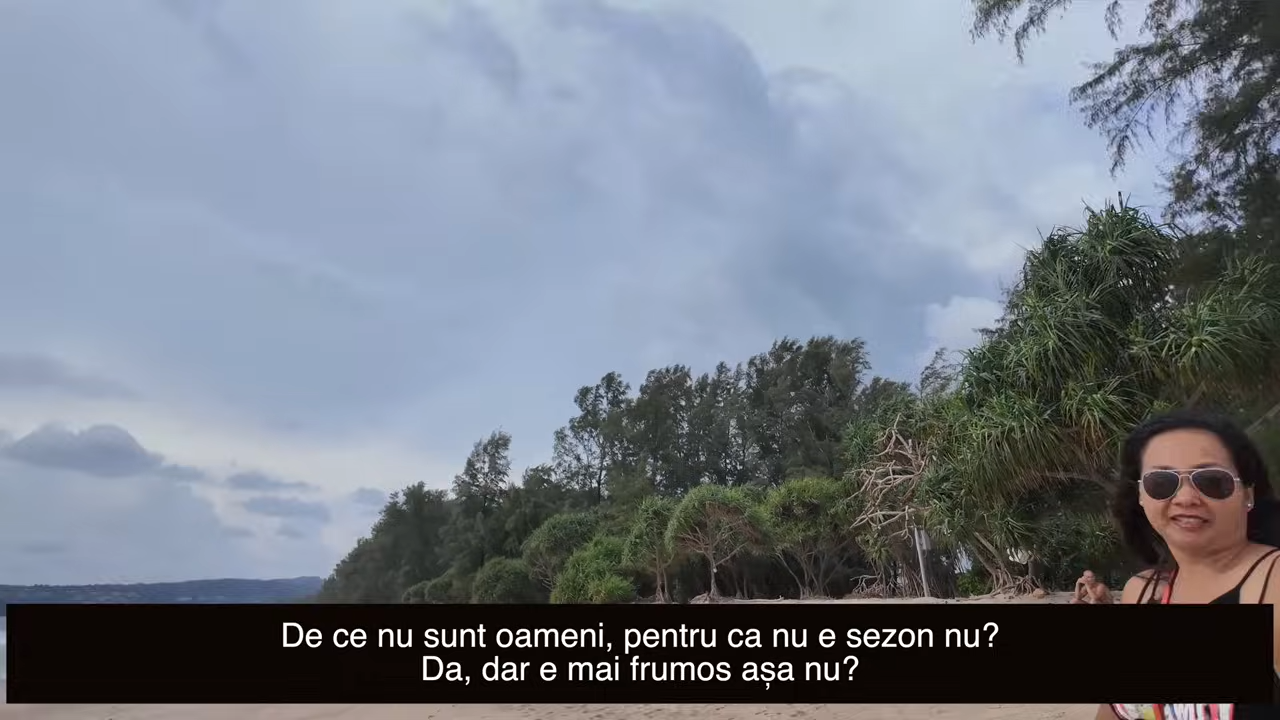 De ce nu sunt oameni, pentru ca nu e sezon nu?
Da, dar e mai frumos așa nu?